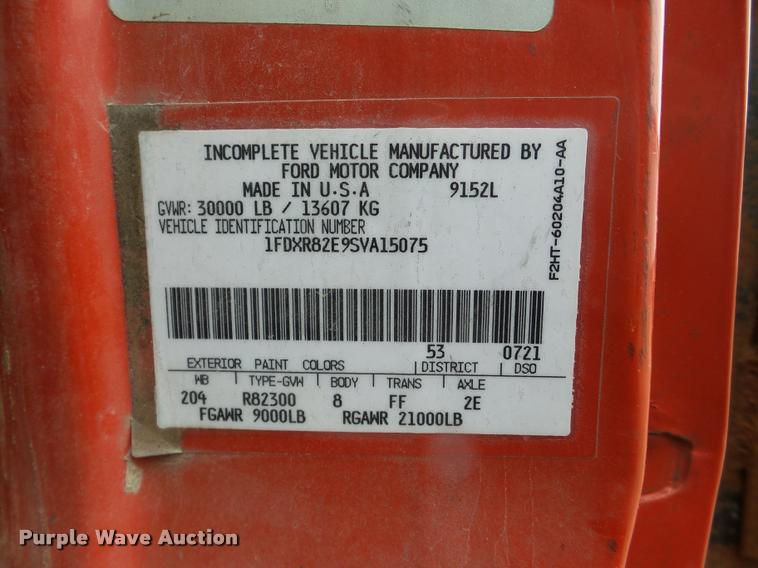 INCOMPLETE VEHICLE MANUFACTURED BY
FORD MOTOR COMPANY
MADE IN U.S.A 9152L
GVWR: 30000 LB / 13607 KG
VEHICLE IDENTIFICATION NUMBER
1FDXR82E9SVA15075
F2HT-60204A10-AA
53 0721
EXTERIOR PAINT COLORS DISTRICT DSO
WB TYPE-GVW BODY TRANS AXLE
204 R82300 8 FF 2E
FGAWR 9000LB RGAWR 21000LB
Purple Wave Auction